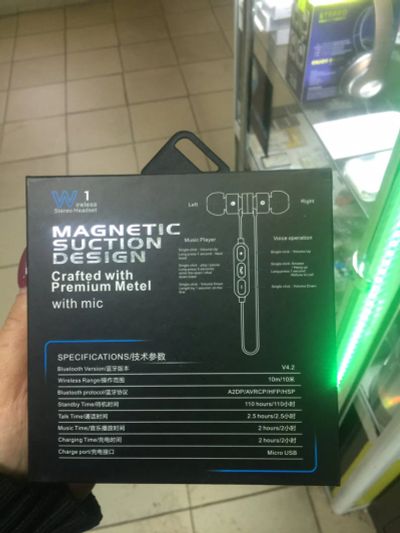 W1
ireless
Stereo Headset
MAGNETIC
SUCTION
DESIGN
Crafted with
Premium Metel
with mic
Left
Right
Music Player
Voice operation
SPECIFICATIONS/技术参数
Bluetooth Version/蓝牙版本 V4.2
Wireless Range/操作范围 10m/10米
Bluetooth protocol/蓝牙协议 A2DP/AVRCP/HFP/HSP
Standby Time/待机时间 110 hours/110小时
Talk Time/通话时间 2.5 hours/2.5小时
Music Time/音乐播放时间 2 hours/2小时
Charging Time/充电时间 2 hours/2小时
Charge port/充电接口 Micro USB